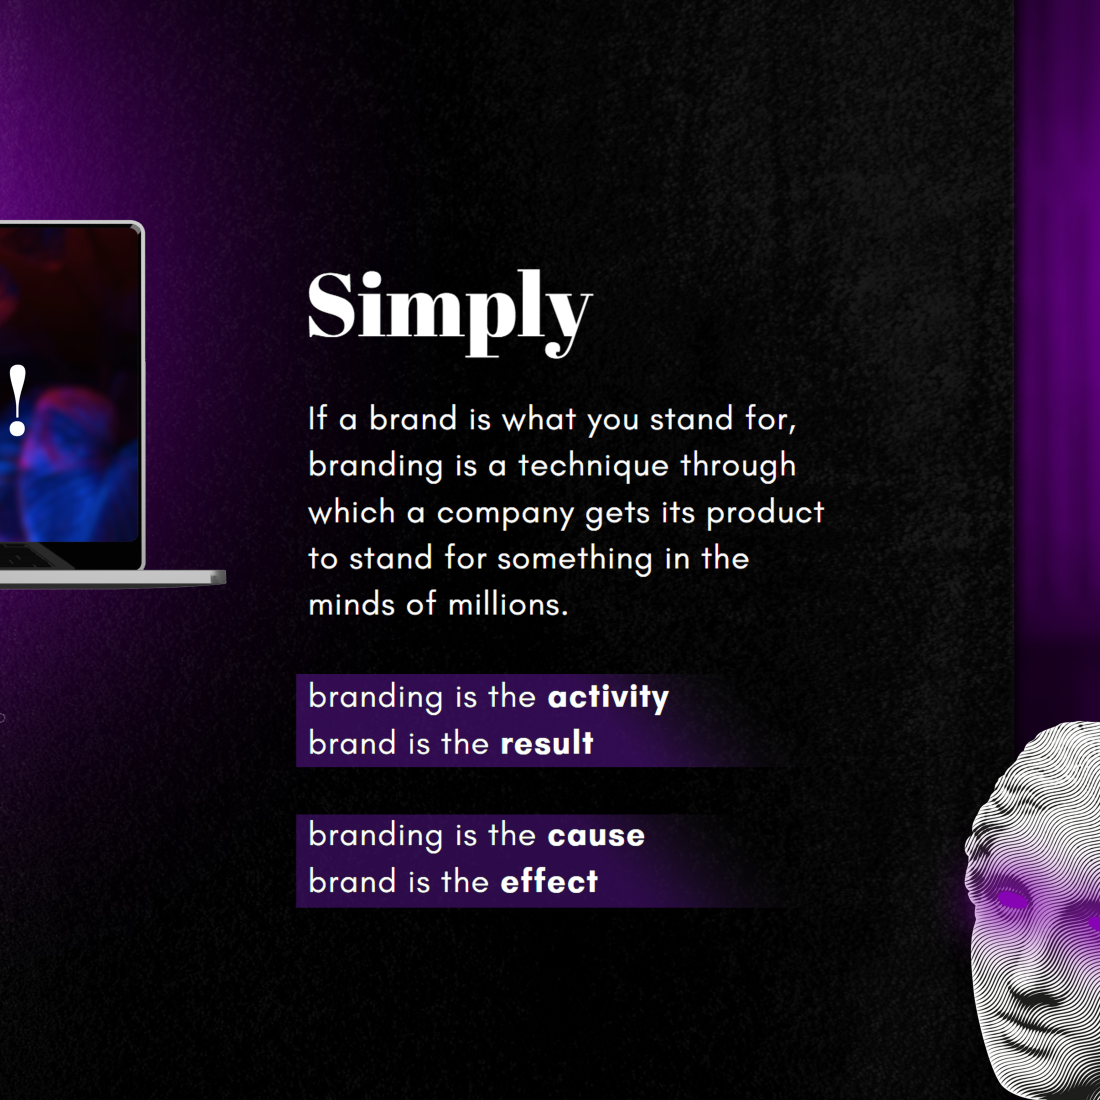 !
Simply
If a brand is what you stand for,
branding is a technique through
which a company gets its product
to stand for something in the
minds of millions.
branding is the activity
brand is the result
branding is the cause
brand is the effect